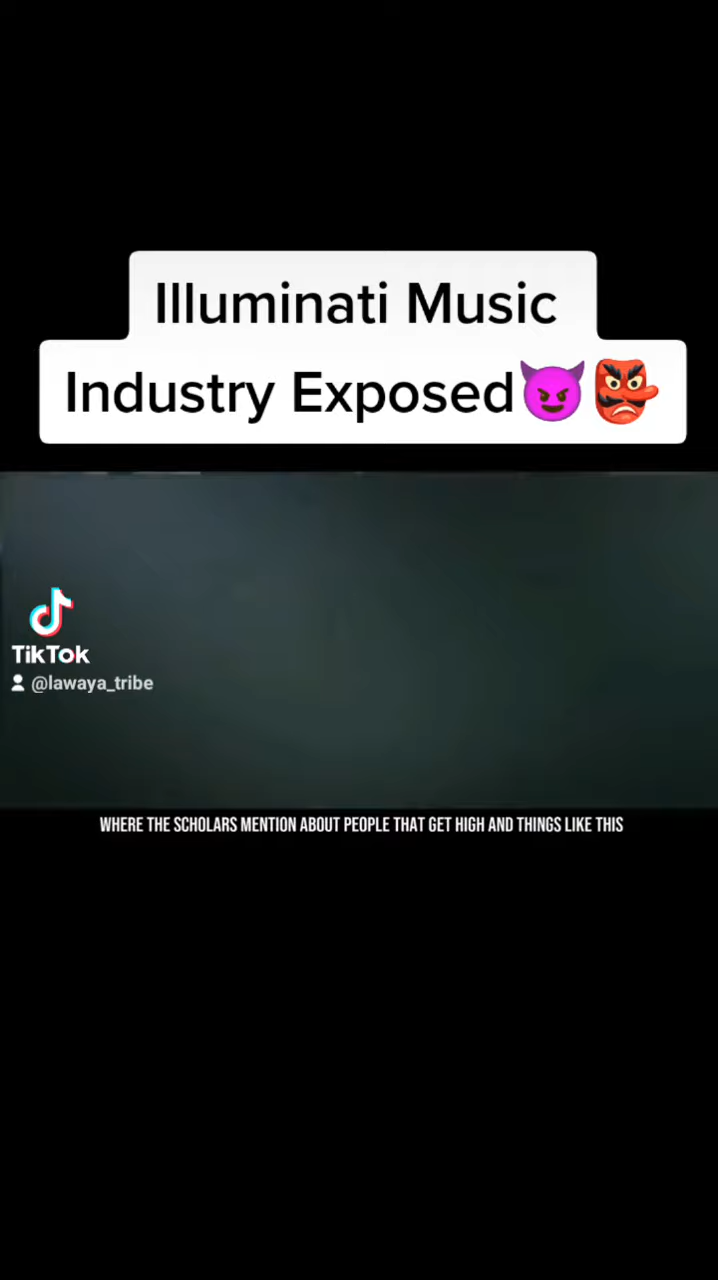 Illuminati Music
Industry Exposed😈👺
TikTok
@lawaya_tribe
WHERE THE SCHOLARS MENTION ABOUT PEOPLE THAT GET HIGH AND THINGS LIKE THIS